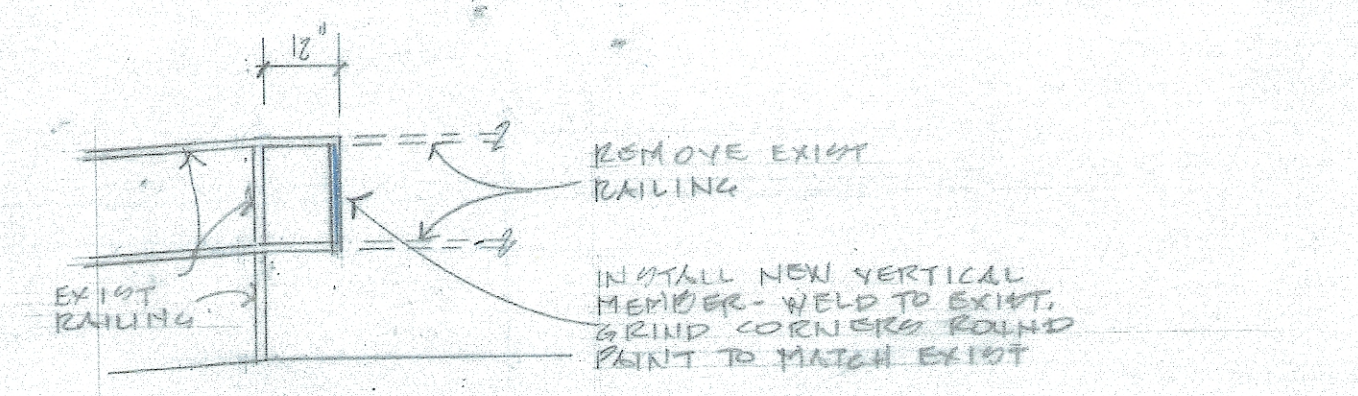 12"
REMOVE EXIST
RAILING
EXIST
RAILING
INSTALL NEW VERTICAL
MEMBER - WELD TO EXIST.
GRIND CORNERS ROUND
PAINT TO MATCH EXIST